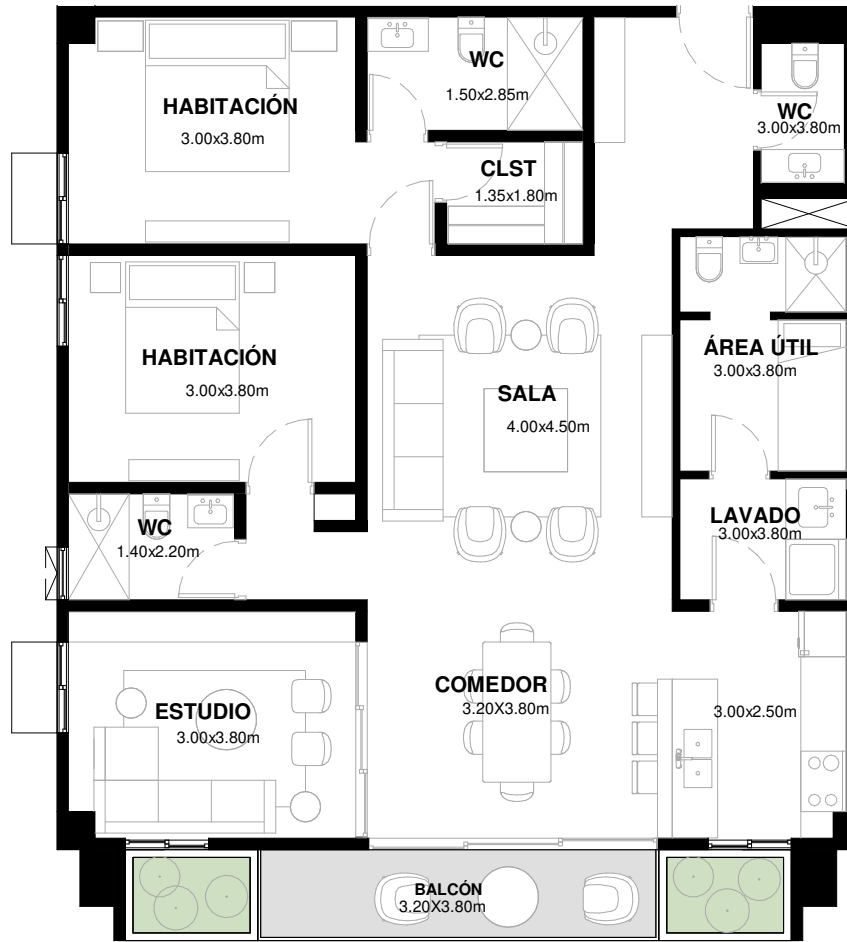 HABITACIÓN
3.00x3.80m
WC
1.50x2.85m
WC
3.00x3.80m
CLST
1.35x1.80m
HABITACIÓN
3.00x3.80m
SALA
4.00x4.50m
ÁREA ÚTIL
3.00x3.80m
WC
1.40x2.20m
LAVADO
3.00x3.80m
ESTUDIO
3.00x3.80m
COMEDOR
3.20X3.80m
3.00x2.50m
BALCÓN
3.20X3.80m